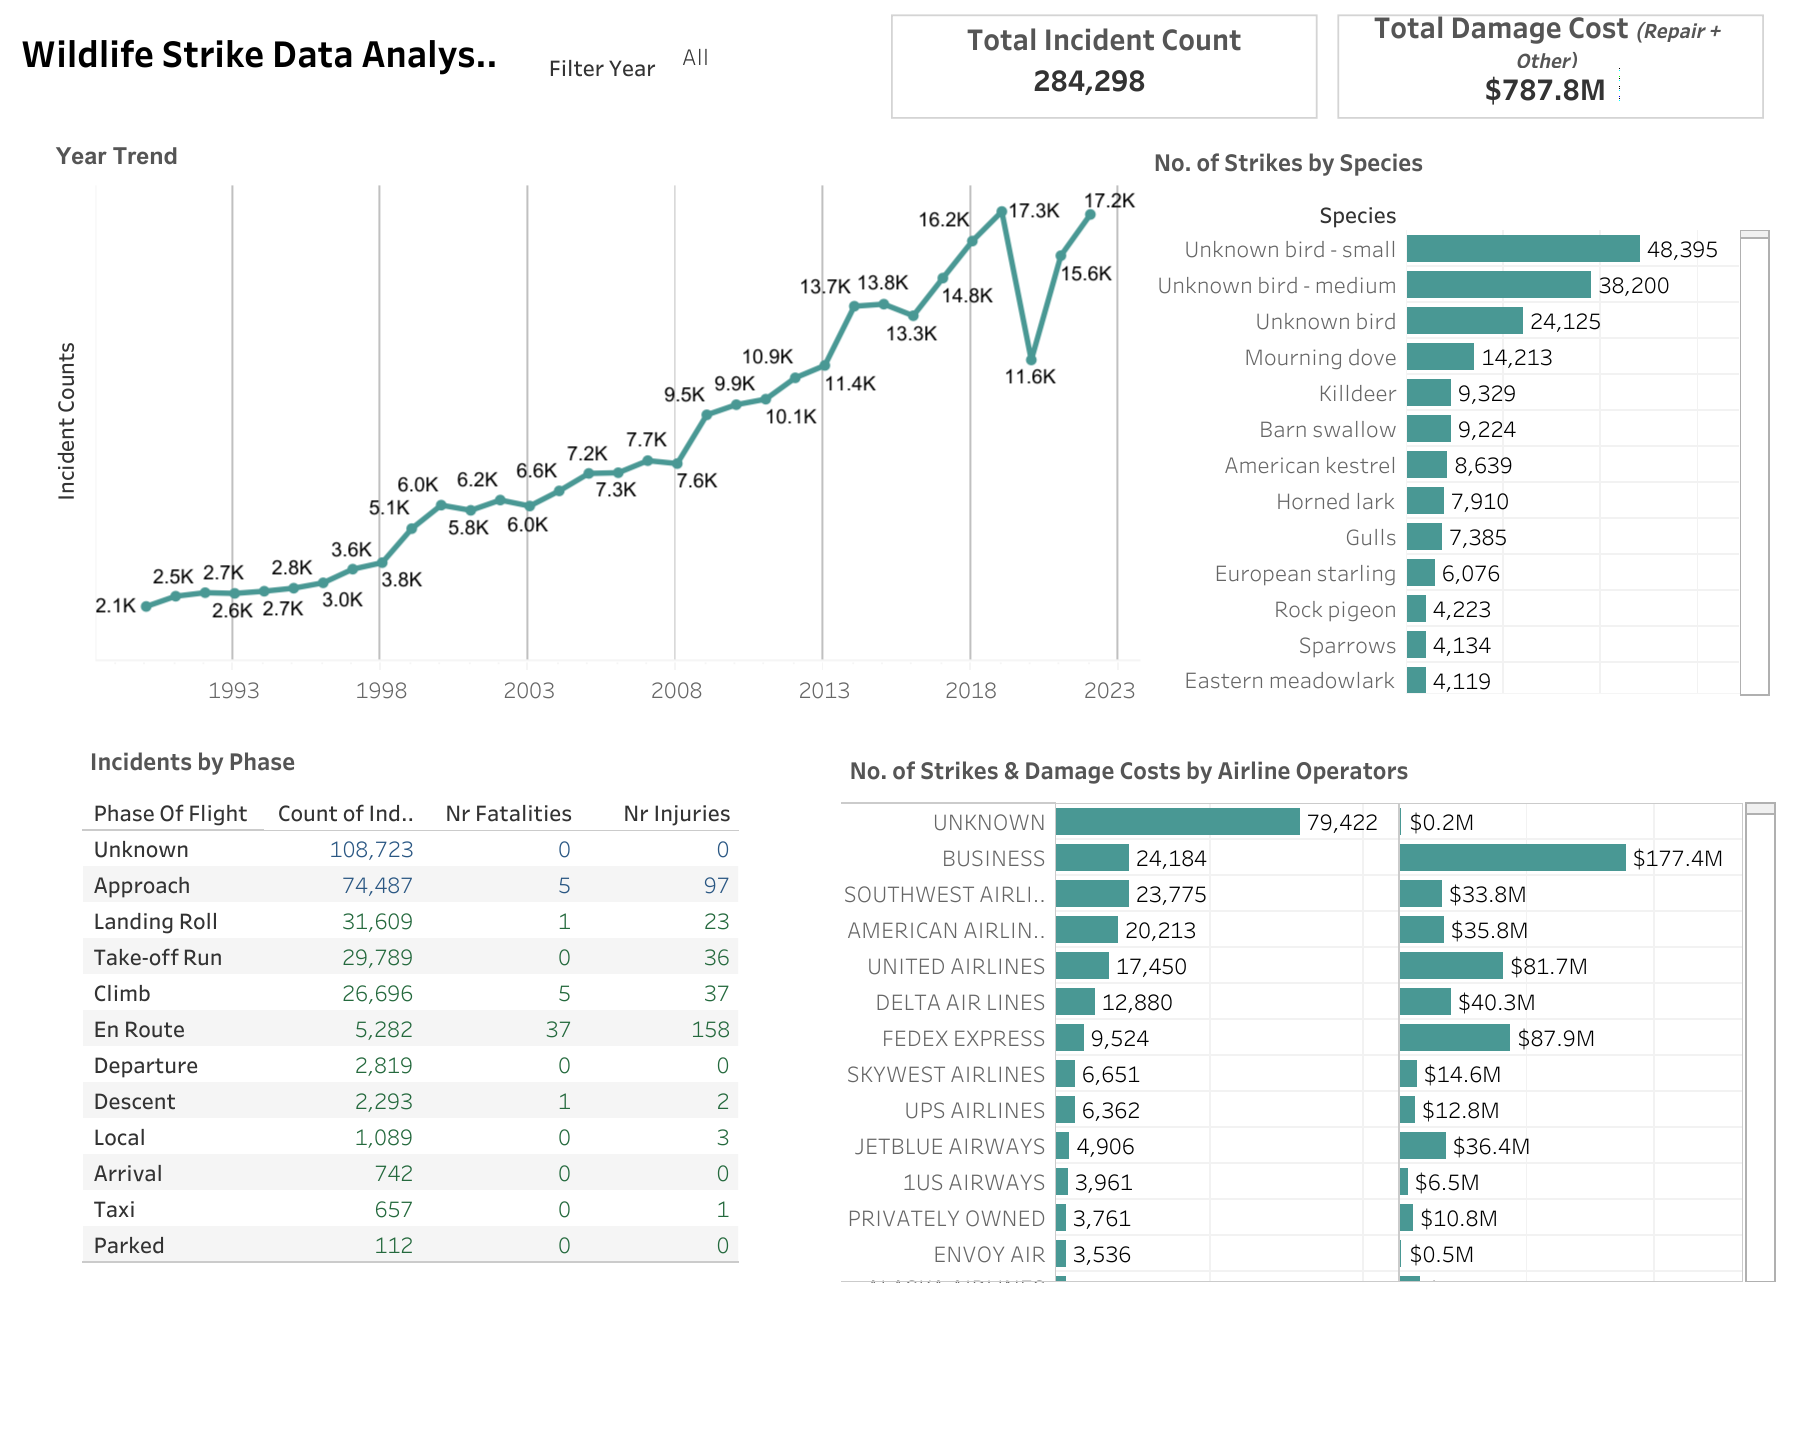 Wildlife Strike Data Analys..
Filter Year
All
Total Incident Count
284,298
Total Damage Cost (Repair +
Other)
$787.8M
Year Trend
Incident Counts
2.1K
2.5K
2.7K
2.6K
2.7K
2.8K
3.0K
3.6K
3.8K
5.1K
6.0K
5.8K
6.2K
6.0K
6.6K
7.2K
7.3K
7.7K
7.6K
9.5K
9.9K
10.1K
10.9K
11.4K
13.7K
13.8K
13.3K
14.8K
16.2K
17.3K
11.6K
15.6K
17.2K
1993 1998 2003 2008 2013 2018 2023
No. of Strikes by Species
Species
Unknown bird - small 48,395
Unknown bird - medium 38,200
Unknown bird 24,125
Mourning dove 14,213
Killdeer 9,329
Barn swallow 9,224
American kestrel 8,639
Horned lark 7,910
Gulls 7,385
European starling 6,076
Rock pigeon 4,223
Sparrows 4,134
Eastern meadowlark 4,119
Incidents by Phase
Phase Of Flight Count of Ind.. Nr Fatalities Nr Injuries
Unknown 108,723 0 0
Approach 74,487 5 97
Landing Roll 31,609 1 23
Take-off Run 29,789 0 36
Climb 26,696 5 37
En Route 5,282 37 158
Departure 2,819 0 0
Descent 2,293 1 2
Local 1,089 0 3
Arrival 742 0 0
Taxi 657 0 1
Parked 112 0 0
No. of Strikes & Damage Costs by Airline Operators
UNKNOWN 79,422 $0.2M
BUSINESS 24,184 $177.4M
SOUTHWEST AIRLI.. 23,775 $33.8M
AMERICAN AIRLIN.. 20,213 $35.8M
UNITED AIRLINES 17,450 $81.7M
DELTA AIR LINES 12,880 $40.3M
FEDEX EXPRESS 9,524 $87.9M
SKYWEST AIRLINES 6,651 $14.6M
UPS AIRLINES 6,362 $12.8M
JETBLUE AIRWAYS 4,906 $36.4M
1US AIRWAYS 3,961 $6.5M
PRIVATELY OWNED 3,761 $10.8M
ENVOY AIR 3,536 $0.5M